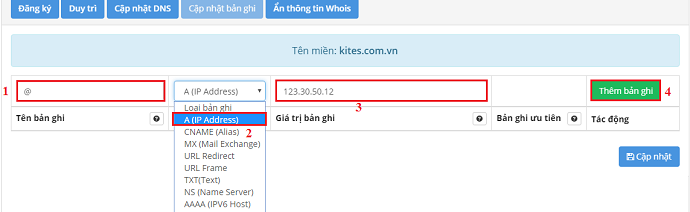 Đăng ký Duy trì Cập nhật DNS Cập nhật bản ghi Ẩn thông tin Whois
Tên miền: kites.com.vn
1 @ A (IP Address) 123.30.50.12 3 Thêm bản ghi 4
Tên bản ghi ? Giá trị bản ghi ? Bản ghi ưu tiên ? Tác động
Loại bản ghi
A (IP Address)
CNAME (Alias) 2
MX (Mail Exchange)
URL Redirect
URL Frame
TXT(Text)
NS (Name Server)
AAAA (IPV6 Host)
Cập nhật